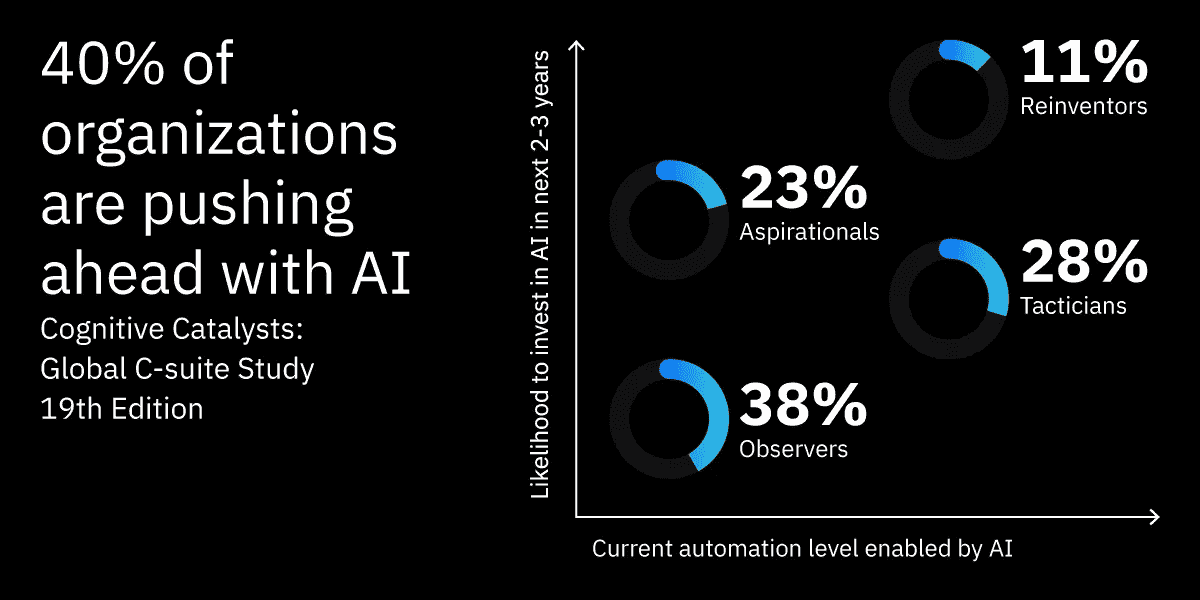 40% of
organizations
are pushing
ahead with AI
Cognitive Catalysts:
Global C-suite Study
19th Edition
Likelihood to invest in AI in next 2-3 years
11%
Reinventors
23%
Aspirationals
28%
Tacticians
38%
Observers
Current automation level enabled by AI